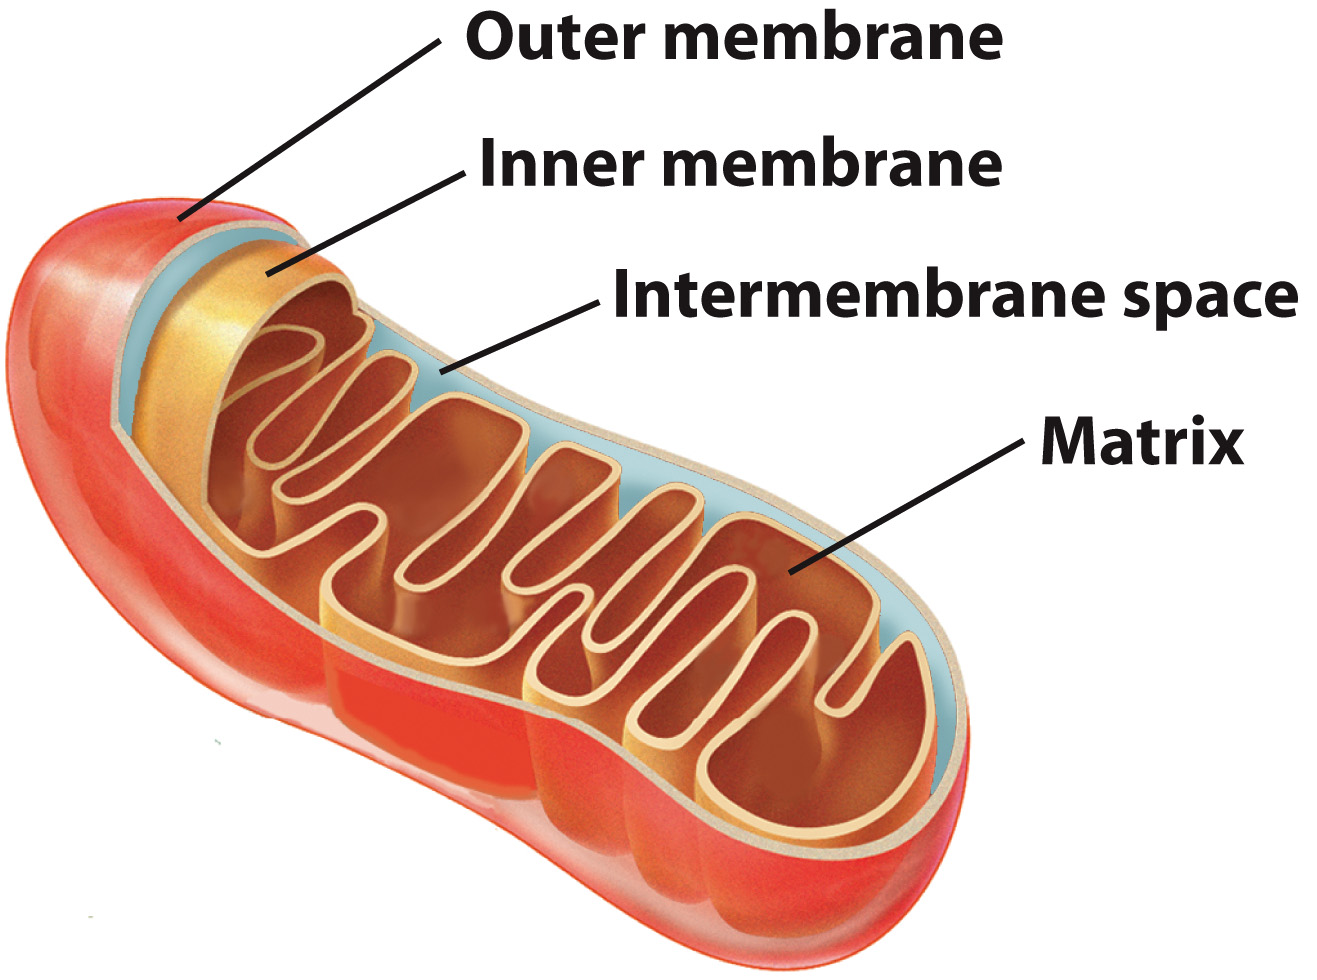 Outer membrane
Inner membrane
Intermembrane space
Matrix